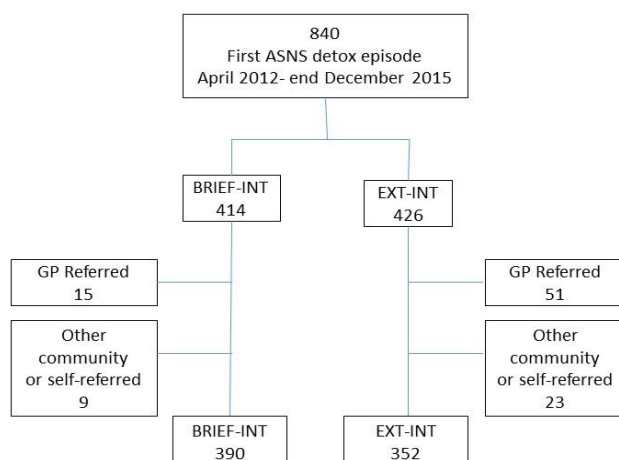 840
First ASNS detox episode
April 2012- end December 2015
BRIEF-INT
414
EXT-INT
426
GP Referred
15
GP Referred
51
Other
community
or self-referred
9
Other
community
or self-referred
23
BRIEF-INT
390
EXT-INT
352